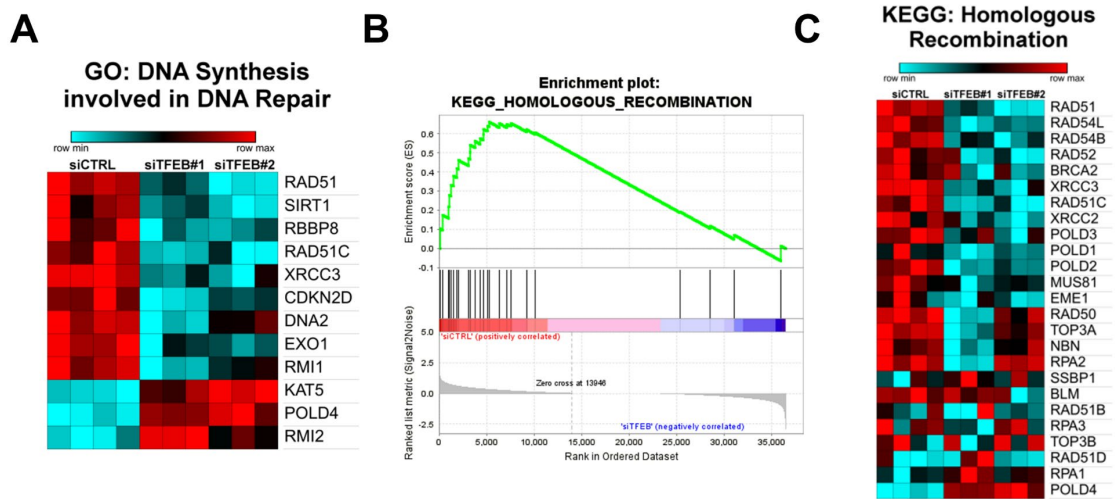 A
GO: DNA Synthesis
involved in DNA Repair
row min row max
siCTRL siTFEB#1 siTFEB#2
RAD51
SIRT1
RBBP8
RAD51C
XRCC3
CDKN2D
DNA2
EXO1
RMI1
KAT5
POLD4
RMI2
B
Enrichment plot:
KEGG_HOMOLOGOUS_RECOMBINATION
Enrichment score (ES)
0.6
0.5
0.4
0.3
0.2
0.1
0.0
-0.1
'siCTRL' (positively correlated)
Ranked list metric (Signal2Noise)
5.0
2.5
0.0
-2.5
Zero cross at 13946
'siTFEB' (negatively correlated)
0 5,000 10,000 15,000 20,000 25,000 30,000 35,000
Rank in Ordered Dataset
C
KEGG: Homologous
Recombination
row min row max
siCTRL siTFEB#1 siTFEB#2
RAD51
RAD54L
RAD54B
RAD52
BRCA2
XRCC3
RAD51C
XRCC2
POLD3
POLD1
POLD2
MUS81
EME1
RAD50
TOP3A
NBN
RPA2
SSBP1
BLM
RAD51B
RPA3
TOP3B
RAD51D
RPA1
POLD4